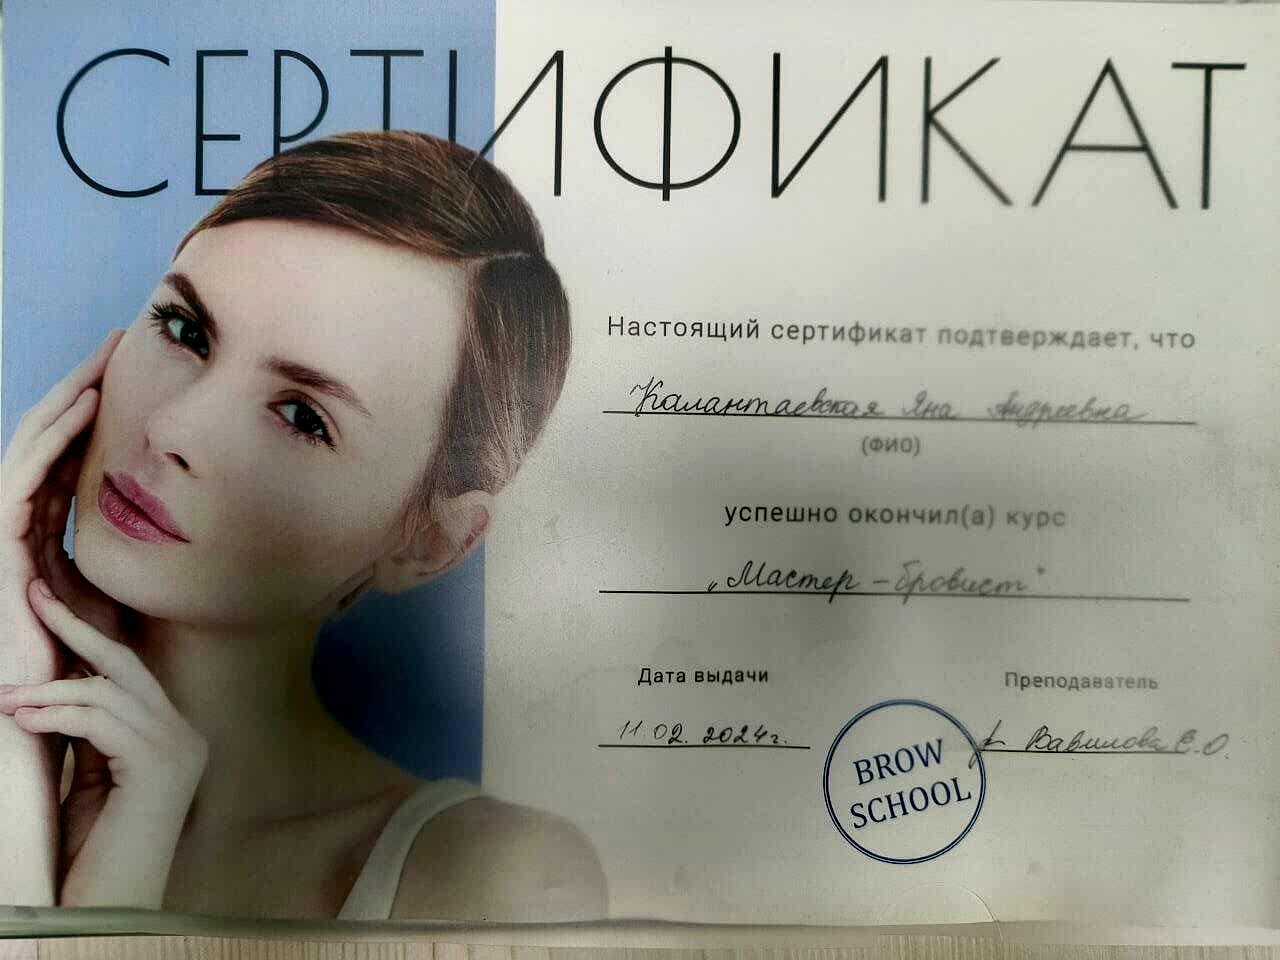 СЕРТИФИКАТ
Настоящий сертификат подтверждает, что
Калантаевская Яна Андреевна
(ФИО)
успешно окончил(а) курс
"Мастер-бровист"
Дата выдачи
Преподаватель
11.02.2024г.
Вавилова Е.О.
BROW
SCHOOL